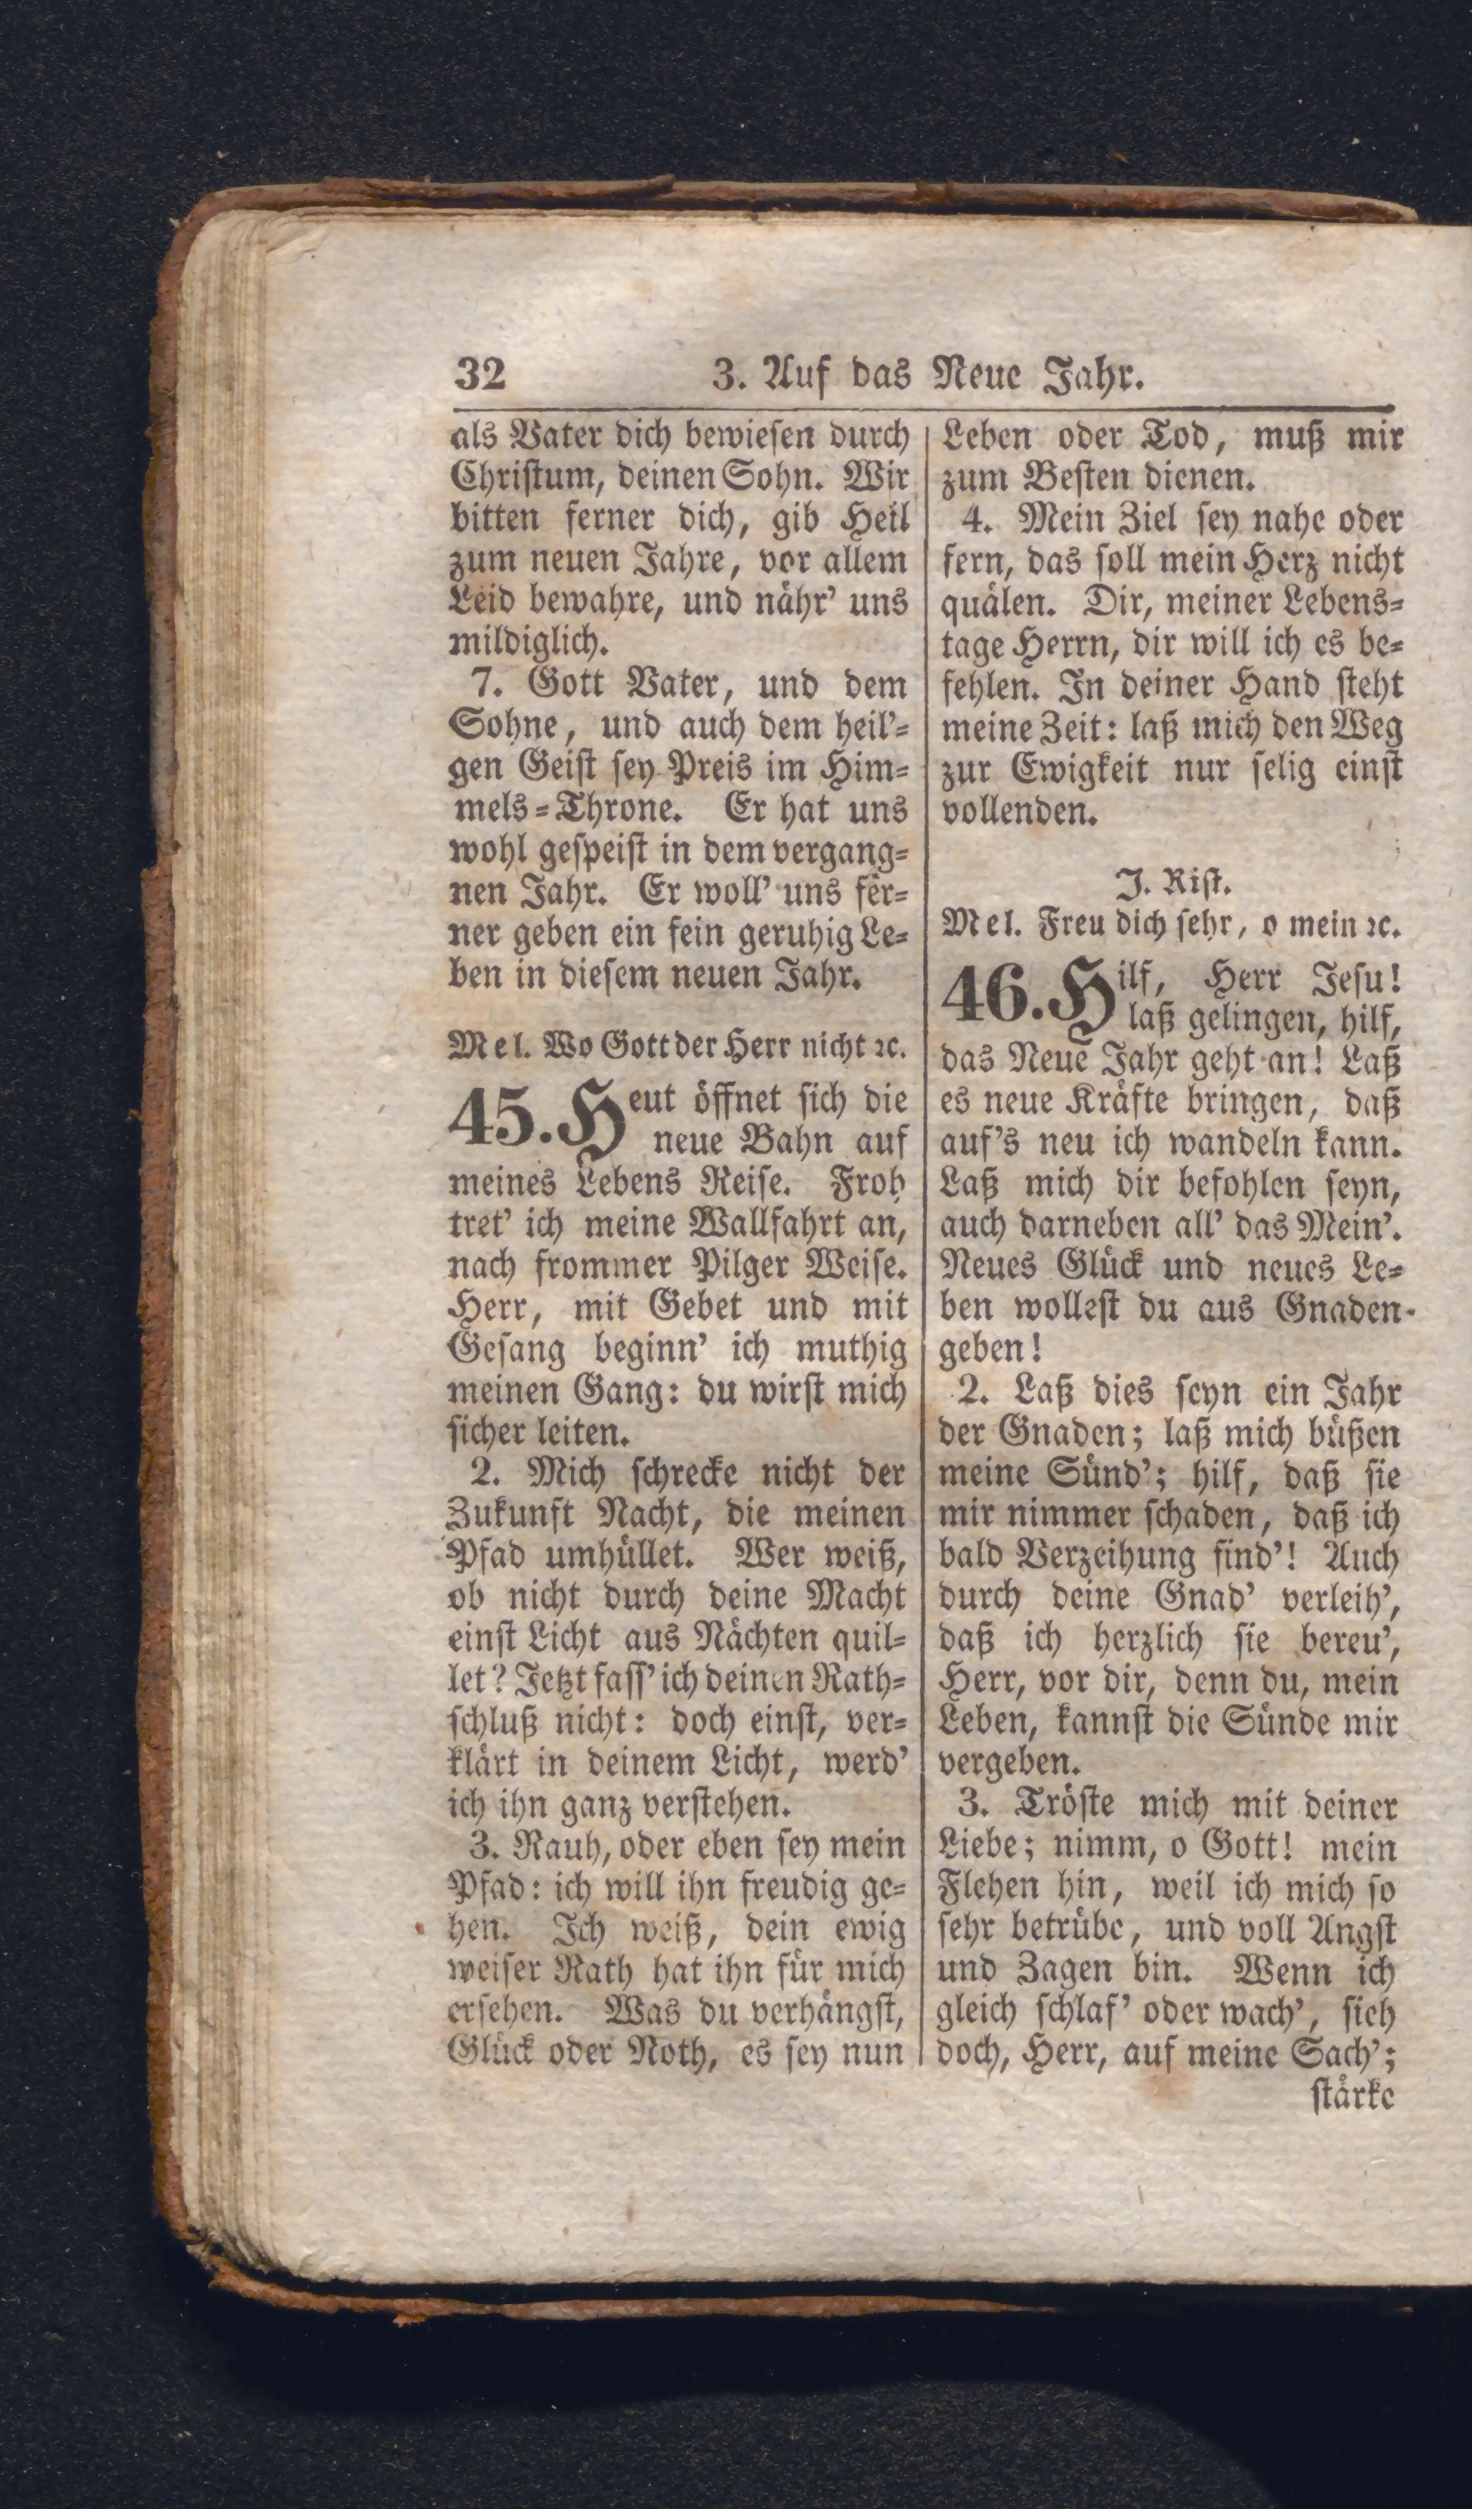 32 3. Auf das Neue Jahr.
als Vater dich bewiesen durch
Christum, deinen Sohn. Wir
bitten ferner dich, gib Heil
zum neuen Jahre, vor allem
Leid bewahre, und nähr' uns
mildiglich.
7. Gott Vater, und dem
Sohne, und auch dem heil'-
gen Geist sey Preis im Him-
mels-Throne. Er hat uns
wohl gespeist in dem vergang-
nen Jahr. Er woll' uns fer-
ner geben ein fein geruhig Le-
ben in diesem neuen Jahr.
Mel. Wo Gott der Herr nicht ꝛc.
45. Heut öffnet sich die
neue Bahn auf
meines Lebens Reise. Froh
tret' ich meine Wallfahrt an,
nach frommer Pilger Weise.
Herr, mit Gebet und mit
Gesang beginn' ich muthig
meinen Gang: du wirst mich
sicher leiten.
2. Mich schrecke nicht der
Zukunft Nacht, die meinen
Pfad umhüllet. Wer weiß,
ob nicht durch deine Macht
einst Licht aus Nächten quil-
let? Jetzt fass' ich deinen Rath-
schluß nicht: doch einst, ver-
klärt in deinem Licht, werd'
ich ihn ganz verstehen.
3. Rauh, oder eben sey mein
Pfad: ich will ihn freudig ge-
hen. Ich weiß, dein ewig
weiser Rath hat ihn für mich
ersehen. Was du verhängst,
Glück oder Noth, es sey nun
Leben oder Tod, muß mir
zum Besten dienen.
4. Mein Ziel sey nahe oder
fern, das soll mein Herz nicht
quälen. Dir, meiner Lebens-
tage Herrn, dir will ich es be-
fehlen. In deiner Hand steht
meine Zeit: laß mich den Weg
zur Ewigkeit nur selig einst
vollenden.
J. Rist.
Mel. Freu dich sehr, o mein ꝛc.
46. Hilf, Herr Jesu!
laß gelingen, hilf,
das Neue Jahr geht an! Laß
es neue Kräfte bringen, daß
auf's neu ich wandeln kann.
Laß mich dir befohlen seyn,
auch darneben all' das Mein'.
Neues Glück und neues Le-
ben wollest du aus Gnaden
geben!
2. Laß dies seyn ein Jahr
der Gnaden; laß mich büßen
meine Sünd'; hilf, daß sie
mir nimmer schaden, daß ich
bald Verzeihung find'! Auch
durch deine Gnad' verleih',
daß ich herzlich sie bereu',
Herr, vor dir, denn du, mein
Leben, kannst die Sünde mir
vergeben.
3. Tröste mich mit deiner
Liebe; nimm, o Gott! mein
Flehen hin, weil ich mich so
sehr betrübe, und voll Angst
und Zagen bin. Wenn ich
gleich schlaf' oder wach', sieh
doch, Herr, auf meine Sach';
stärke